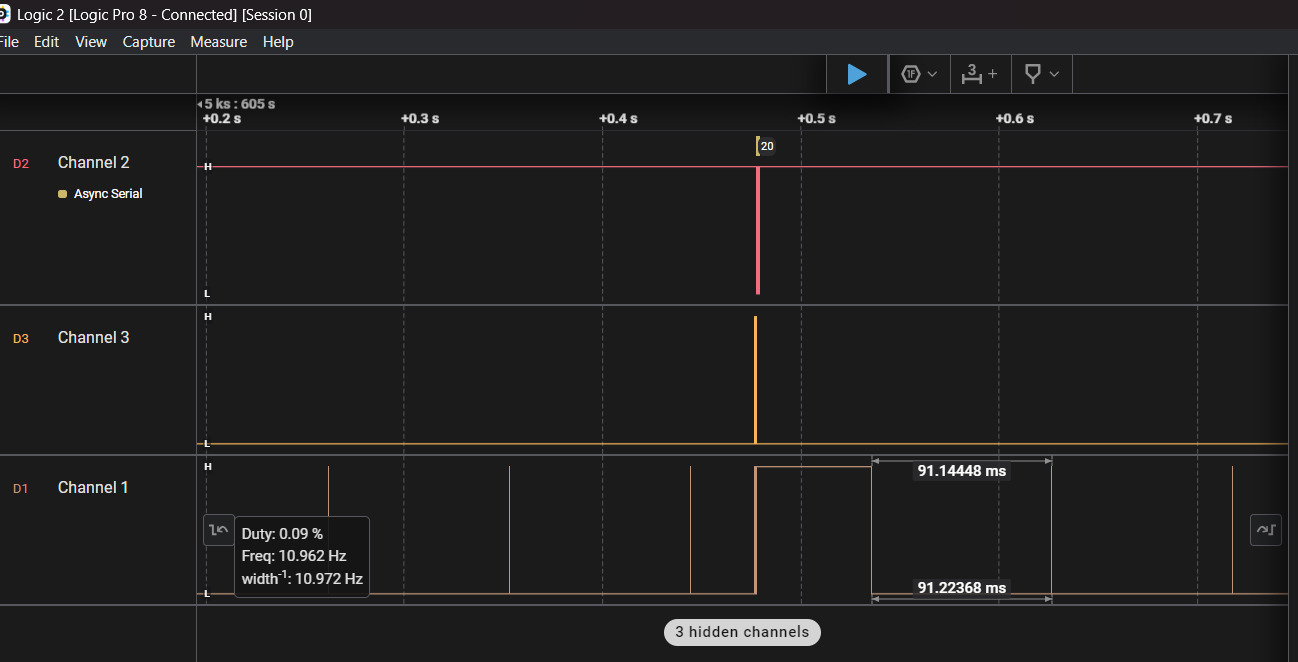 Logic 2 [Logic Pro 8 - Connected] [Session 0]
File Edit View Capture Measure Help
1F 3 +
5 ks : 605 s
+0.2 s +0.3 s +0.4 s +0.5 s +0.6 s +0.7 s
20
D2 Channel 2 H
Async Serial
L
H
D3 Channel 3
L
H
91.14448 ms
D1 Channel 1
Duty: 0.09 %
Freq: 10.962 Hz
width-1: 10.972 Hz
91.22368 ms
L
3 hidden channels